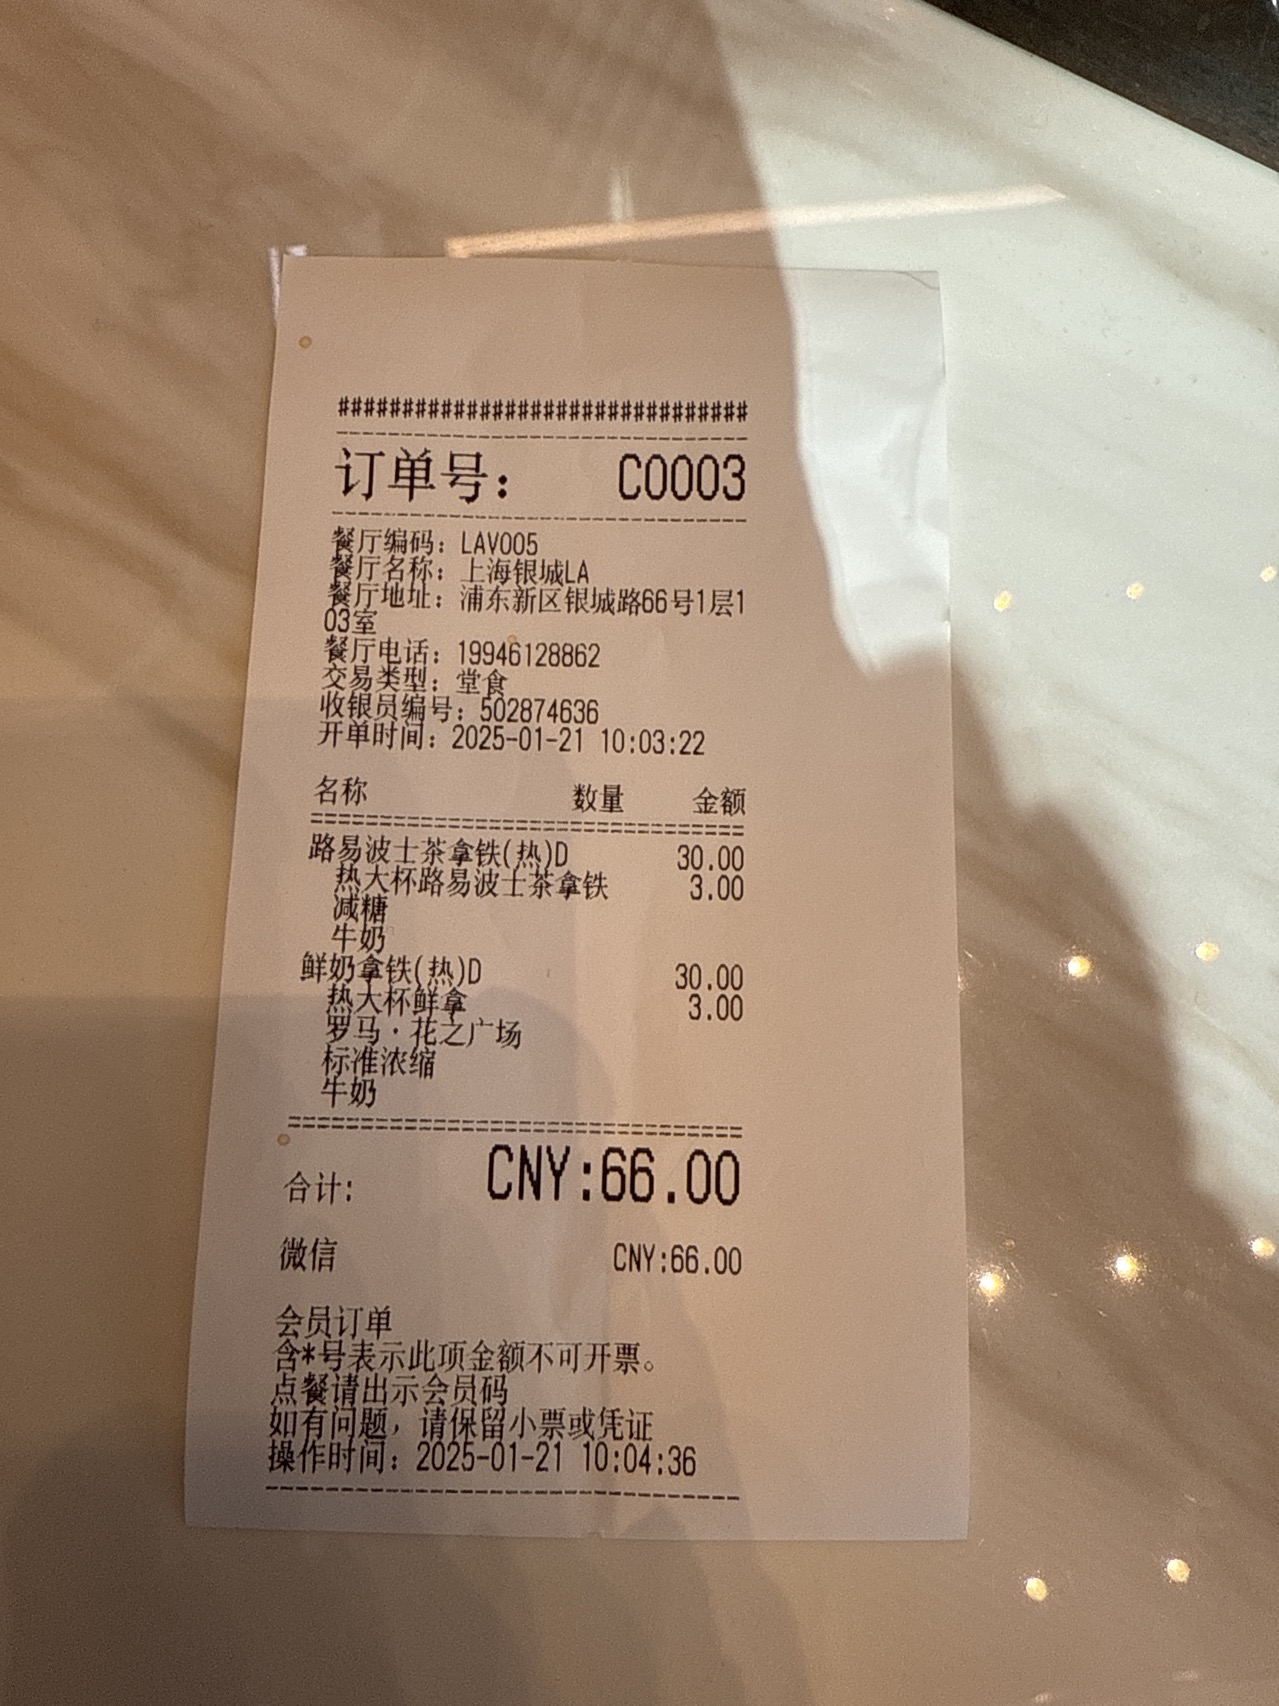 ################################
订单号： C0003
餐厅编码：LAV005
餐厅名称：上海银城LA
餐厅地址：浦东新区银城路66号1层1
03室
餐厅电话：19946128862
交易类型：堂食
收银员编号：502874636
开单时间：2025-01-21 10:03:22
名称 数量 金额
路易波士茶拿铁(热)D 30.00
热大杯路易波士茶拿铁 3.00
减糖
牛奶
鲜奶拿铁(热)D 30.00
热大杯鲜拿 3.00
罗马·花之广场
标准浓缩
牛奶
合计: CNY:66.00
微信 CNY:66.00
会员订单
含*号表示此项金额不可开票。
点餐请出示会员码
如有问题，请保留小票或凭证
操作时间：2025-01-21 10:04:36